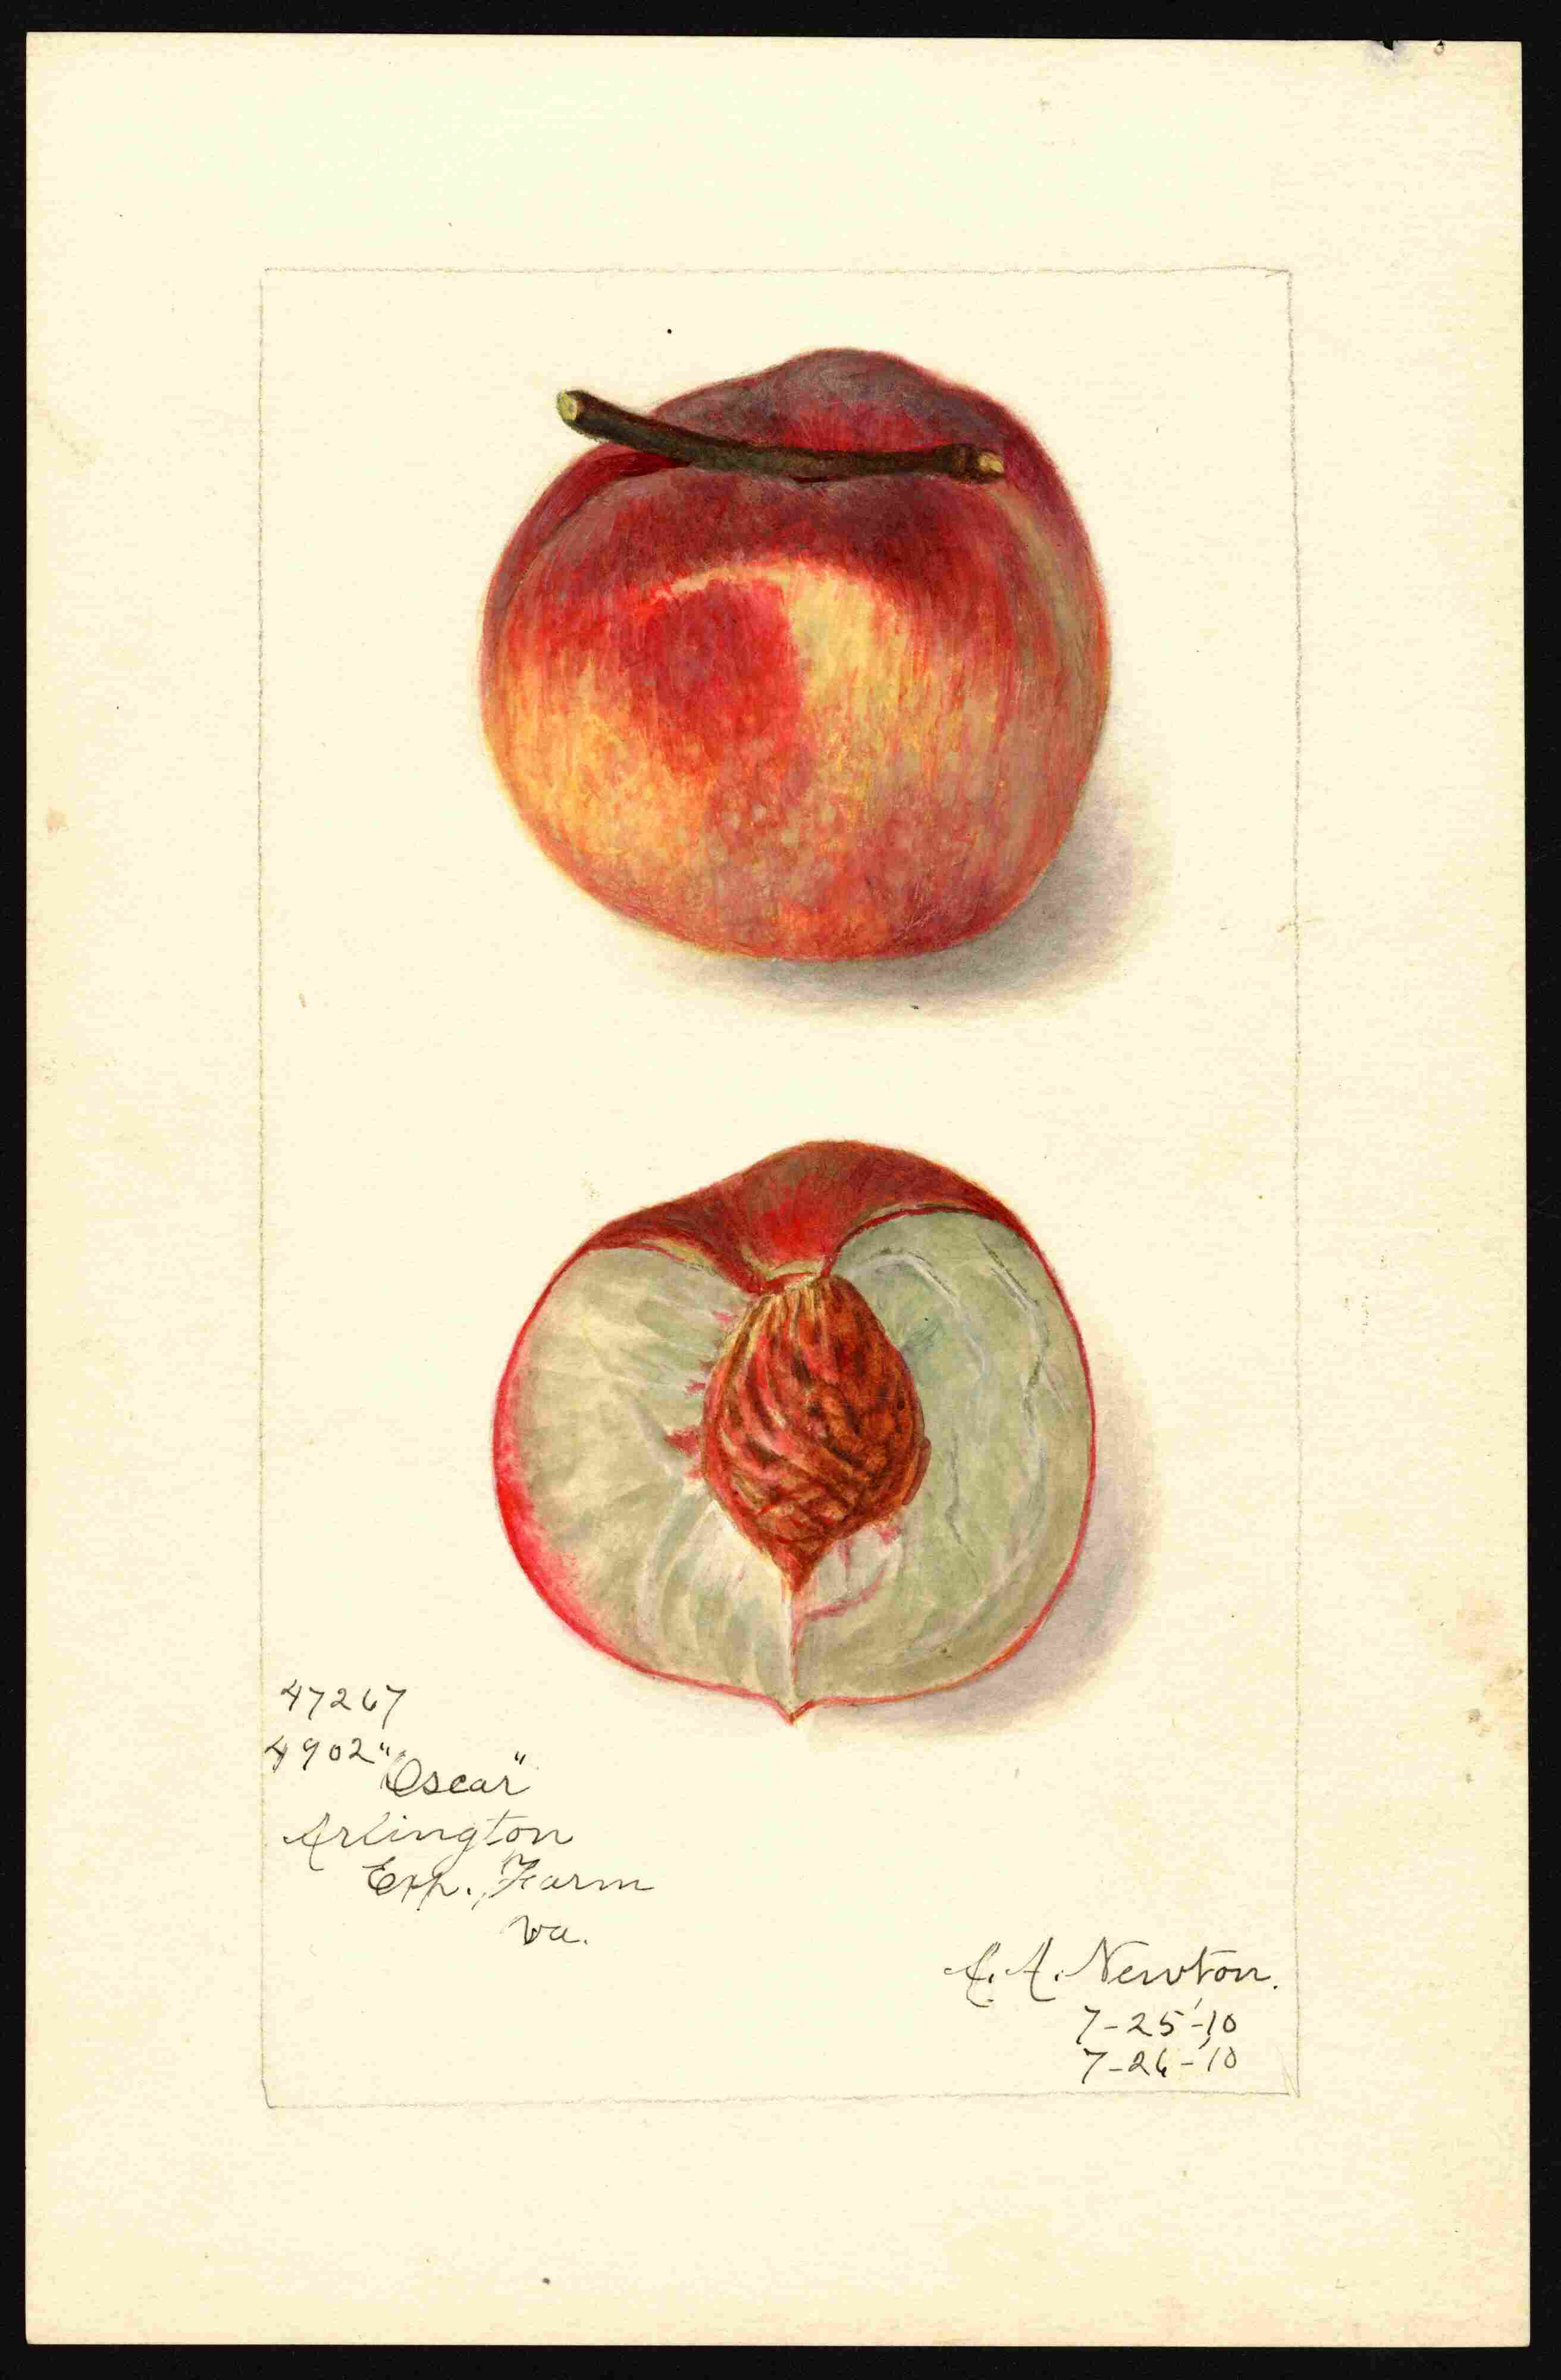 47267
4902 "Oscar"
Arlington
Exp. Farm
Va.
A. A. Newton.
7-25-'10
7-26-'10